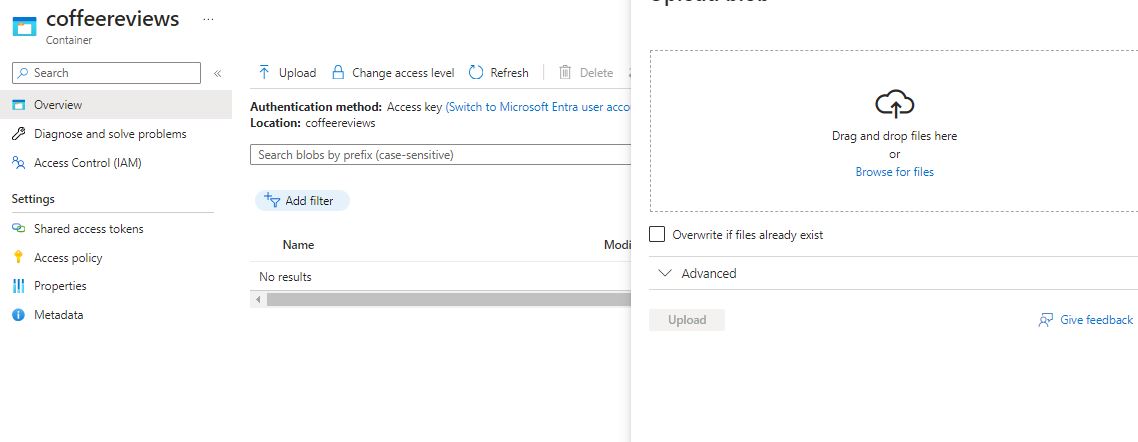 coffeereviews ...
Container
Search
«
Overview
Diagnose and solve problems
Access Control (IAM)
Settings
Shared access tokens
Access policy
Properties
Metadata
Upload Change access level Refresh Delete
Authentication method: Access key (Switch to Microsoft Entra user acco
Location: coffeereviews
Search blobs by prefix (case-sensitive)
Add filter
Name Modi
No results
Upload blob
Drag and drop files here
or
Browse for files
Overwrite if files already exist
Advanced
Upload Give feedback